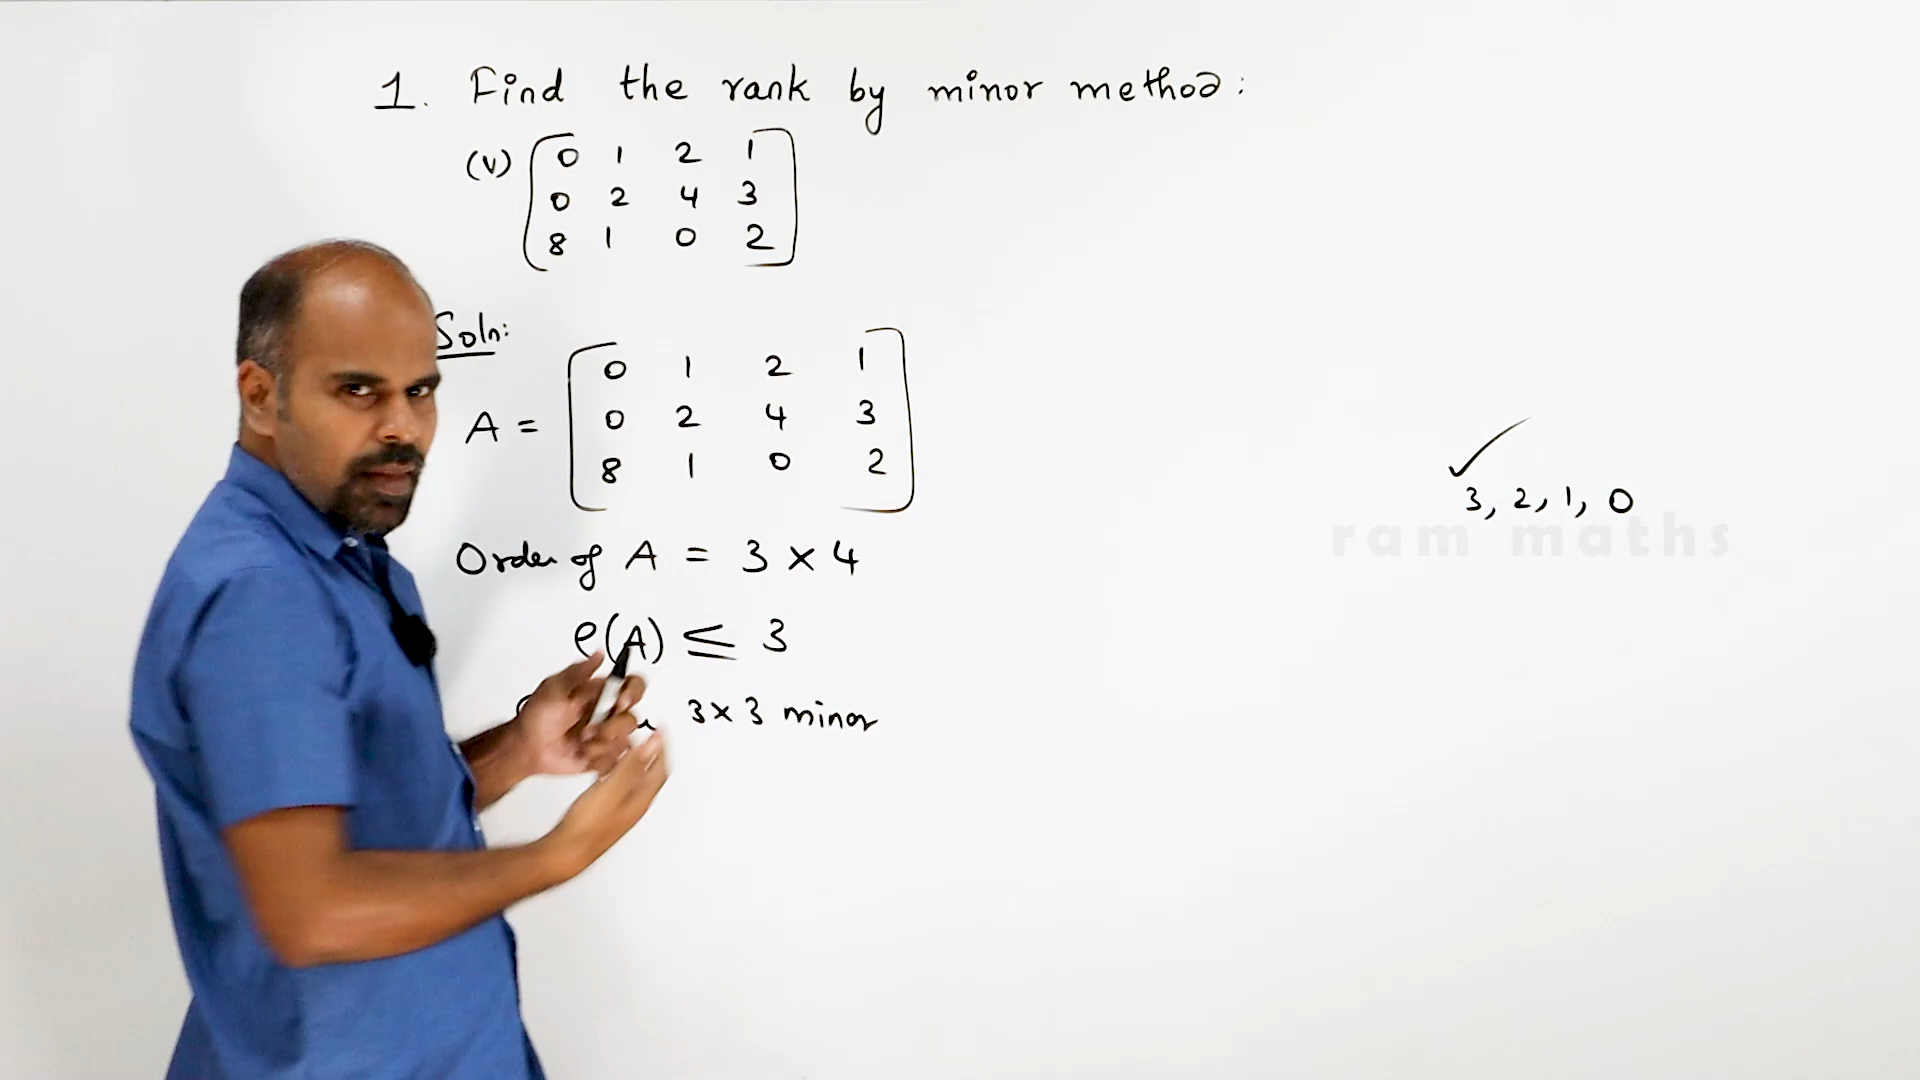 1. Find the rank by minor method:
(v) [0 1 2 1
0 2 4 3
8 1 0 2]
Soln:
A = [0 1 2 1
0 2 4 3
8 1 0 2]
Order of A = 3 × 4
ρ(A) ≤ 3
3×3 minor
✓
3, 2, 1, 0
ram maths